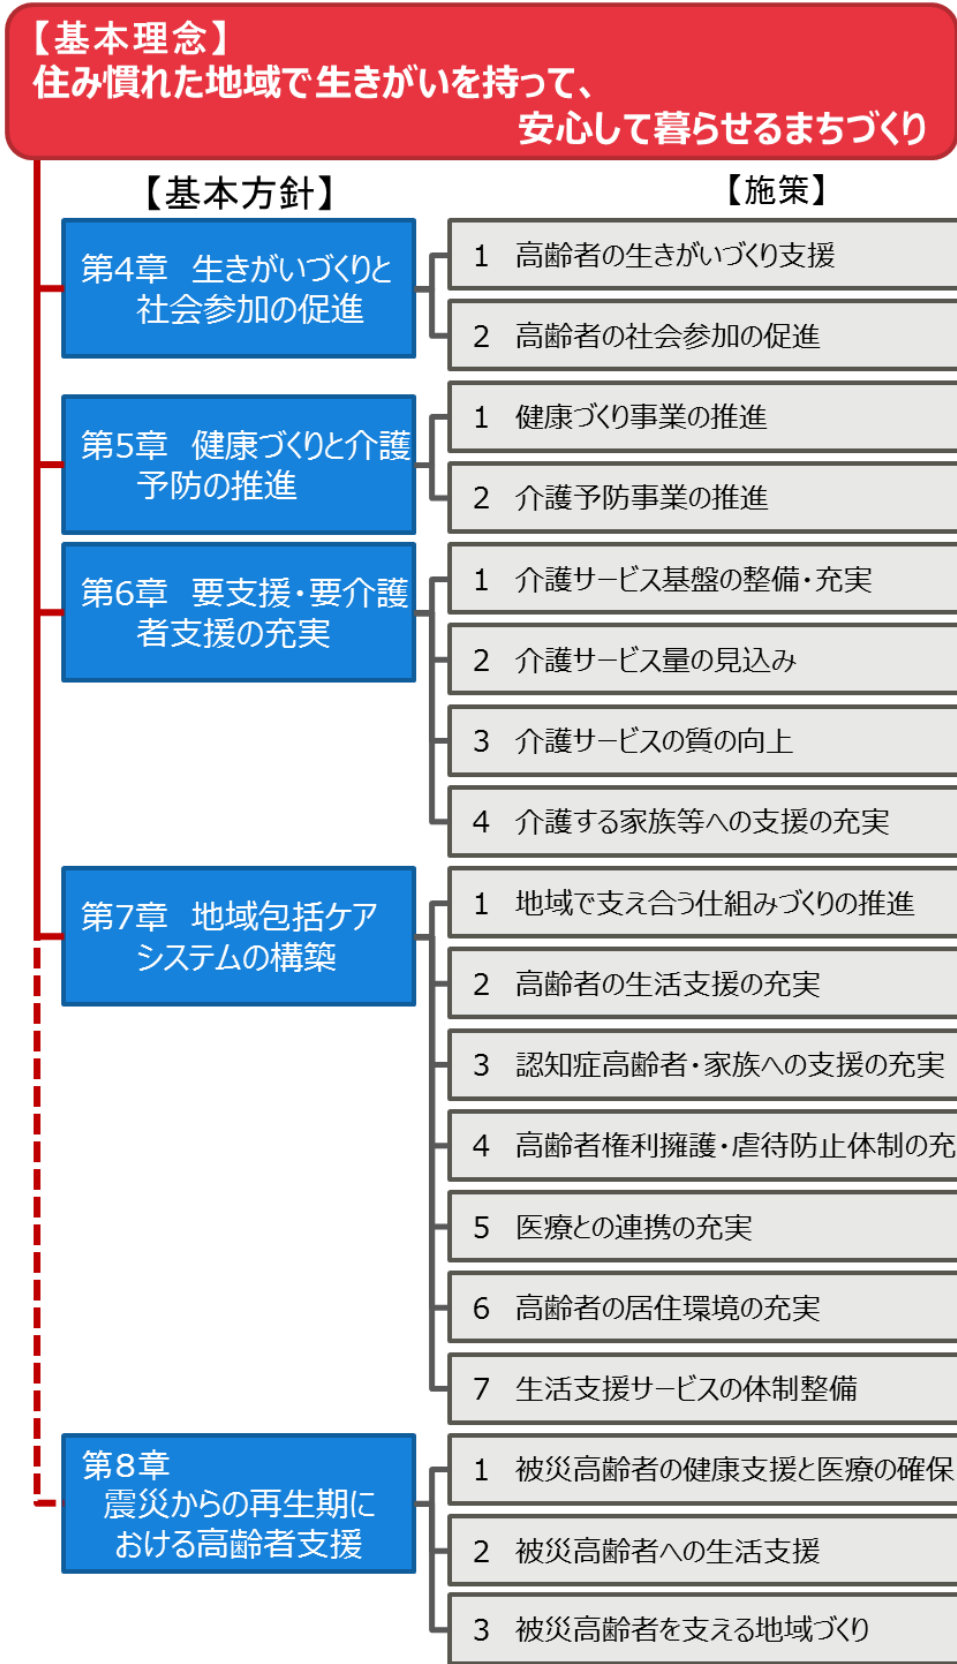 【基本理念】
住み慣れた地域で生きがいを持って、
安心して暮らせるまちづくり
【基本方針】
【施策】
第4章 生きがいづくりと
社会参加の促進
1 高齢者の生きがいづくり支援
2 高齢者の社会参加の促進
第5章 健康づくりと介護
予防の推進
1 健康づくり事業の推進
2 介護予防事業の推進
第6章 要支援・要介護
者支援の充実
1 介護サービス基盤の整備・充実
2 介護サービス量の見込み
3 介護サービスの質の向上
4 介護する家族等への支援の充実
第7章 地域包括ケア
システムの構築
1 地域で支え合う仕組みづくりの推進
2 高齢者の生活支援の充実
3 認知症高齢者・家族への支援の充実
4 高齢者権利擁護・虐待防止体制の充
5 医療との連携の充実
6 高齢者の居住環境の充実
7 生活支援サービスの体制整備
第8章
震災からの再生期に
おける高齢者支援
1 被災高齢者の健康支援と医療の確保
2 被災高齢者への生活支援
3 被災高齢者を支える地域づくり